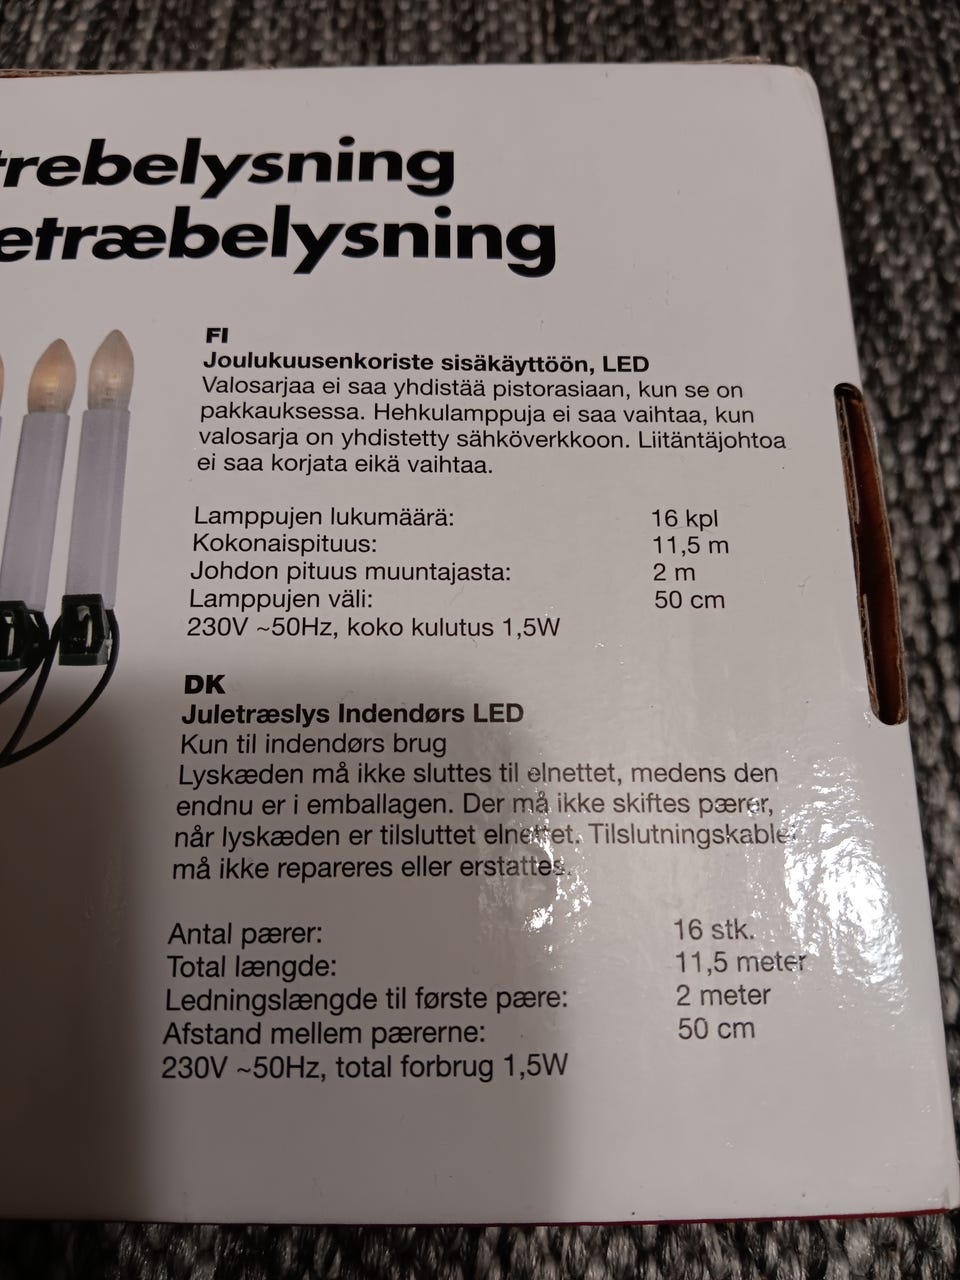 trebelysning
etræbelysning
FI
Joulukuusenkoriste sisäkäyttöön, LED
Valosarjaa ei saa yhdistää pistorasiaan, kun se on
pakkauksessa. Hehkulamppuja ei saa vaihtaa, kun
valosarja on yhdistetty sähköverkkoon. Liitäntäjohtoa
ei saa korjata eikä vaihtaa.
Lamppujen lukumäärä: 16 kpl
Kokonaispituus: 11,5 m
Johdon pituus muuntajasta: 2 m
Lamppujen väli: 50 cm
230V ~50Hz, koko kulutus 1,5W
DK
Juletræslys Indendørs LED
Kun til indendørs brug
Lyskæden må ikke sluttes til elnettet, medens den
endnu er i emballagen. Der må ikke skiftes pærer,
når lyskæden er tilsluttet elnettet. Tilslutningskablet
må ikke repareres eller erstattes.
Antal pærer: 16 stk.
Total længde: 11,5 meter
Ledningslængde til første pære: 2 meter
Afstand mellem pærerne: 50 cm
230V ~50Hz, total forbrug 1,5W